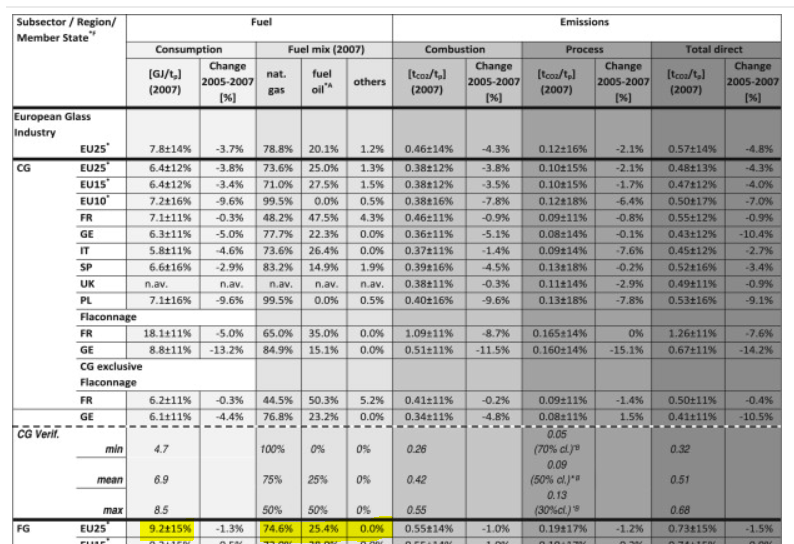 Subsector / Region/ Fuel Emissions
Member State*¥
Consumption Fuel mix (2007) Combustion Process Total direct
[GJ/tp] (2007) Change 2005-2007 [%] nat. gas fuel oil*A others [tCO2/tp] (2007) Change 2005-2007 [%] [tCO2/tp] (2007) Change 2005-2007 [%] [tCO2/tp] (2007) Change 2005-2007 [%]
European Glass
Industry
EU25* 7.8±14% -3.7% 78.8% 20.1% 1.2% 0.46±14% -4.3% 0.12±16% -2.1% 0.57±14% -4.8%
CG EU25* 6.4±12% -3.8% 73.6% 25.0% 1.3% 0.38±12% -3.8% 0.10±15% -2.1% 0.48±13% -4.3%
EU15* 6.4±12% -3.4% 71.0% 27.5% 1.5% 0.38±12% -3.5% 0.10±15% -1.7% 0.47±12% -4.0%
EU10* 7.2±16% -9.6% 99.5% 0.0% 0.5% 0.38±16% -7.8% 0.12±18% -6.4% 0.50±17% -7.0%
FR 7.1±11% -0.3% 48.2% 47.5% 4.3% 0.46±11% -0.9% 0.09±11% -0.8% 0.55±12% -0.9%
GE 6.3±11% -5.0% 77.7% 22.3% 0.0% 0.36±11% -5.1% 0.08±14% -0.1% 0.43±12% -10.4%
IT 5.8±11% -4.6% 73.6% 26.4% 0.0% 0.37±11% -1.4% 0.09±14% -7.6% 0.45±12% -2.7%
SP 6.6±16% -2.9% 83.2% 14.9% 1.9% 0.39±16% -4.5% 0.13±18% -0.2% 0.52±16% -3.4%
UK n.av. n.av. n.av. n.av. n.av. 0.38±11% -0.3% 0.11±14% -2.9% 0.49±11% -0.9%
PL 7.1±16% -9.6% 99.5% 0.0% 0.5% 0.40±16% -9.6% 0.13±18% -7.8% 0.53±16% -9.1%
Flaconnage
FR 18.1±11% -5.0% 65.0% 35.0% 0.0% 1.09±11% -8.7% 0.165±14% 0% 1.26±11% -7.6%
GE 8.8±11% -13.2% 84.9% 15.1% 0.0% 0.51±11% -11.5% 0.160±14% -15.1% 0.67±11% -14.2%
CG exclusive
Flaconnage
FR 6.2±11% -0.3% 44.5% 50.3% 5.2% 0.41±11% -0.2% 0.09±11% -1.4% 0.50±11% -0.4%
GE 6.1±11% -4.4% 76.8% 23.2% 0.0% 0.34±11% -4.8% 0.08±11% 1.5% 0.41±11% -10.5%
CG Verif. 0.05
min 4.7 100% 0% 0% 0.26 (70% cl.)*B 0.32
0.09
mean 6.9 75% 25% 0% 0.42 (50% cl.)*B 0.51
0.13
max 8.5 50% 50% 0% 0.55 (30%cl.)*B 0.68
FG EU25* 9.2±15% -1.3% 74.6% 25.4% 0.0% 0.55±14% -1.0% 0.19±17% -1.2% 0.73±15% -1.5%